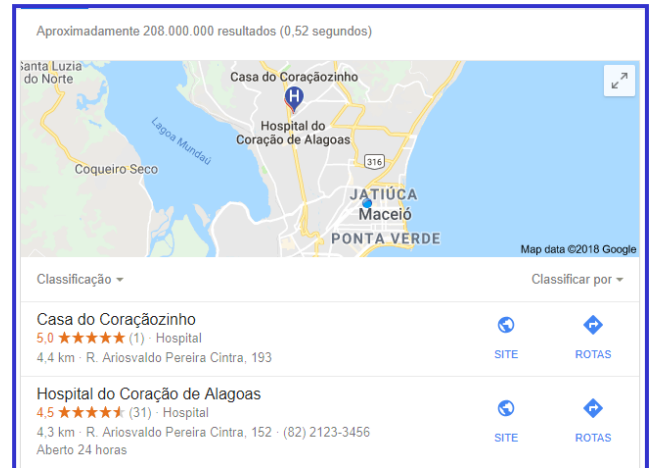 Aproximadamente 208.000.000 resultados (0,52 segundos)
Santa Luzia
do Norte
Casa do Coraçãozinho
H
Lagoa Mundaú
Hospital do
Coração de Alagoas
316
Coqueiro Seco
JATIÚCA
Maceió
PONTA VERDE
Map data ©2018 Google
Classificação Classificar por
Casa do Coraçãozinho
5,0 ★★★★★ (1) · Hospital
4,4 km · R. Ariosvaldo Pereira Cintra, 193
SITE ROTAS
Hospital do Coração de Alagoas
4,5 ★★★★★ (31) · Hospital
4,3 km · R. Ariosvaldo Pereira Cintra, 152 · (82) 2123-3456
SITE ROTAS
Aberto 24 horas